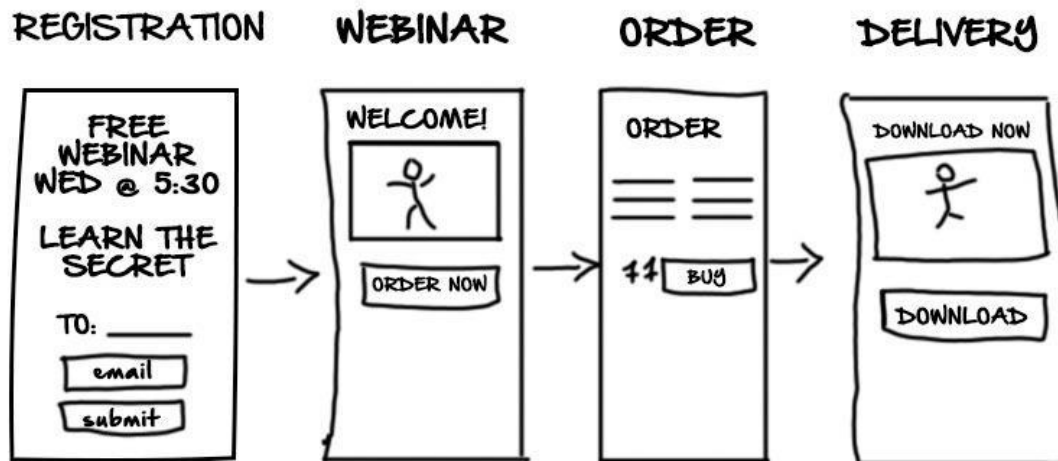 REGISTRATION
FREE
WEBINAR
WED @ 5:30
LEARN THE
SECRET
TO:
email
submit
WEBINAR
WELCOME!
ORDER NOW
ORDER
ORDER
BUY
DELIVERY
DOWNLOAD NOW
DOWNLOAD